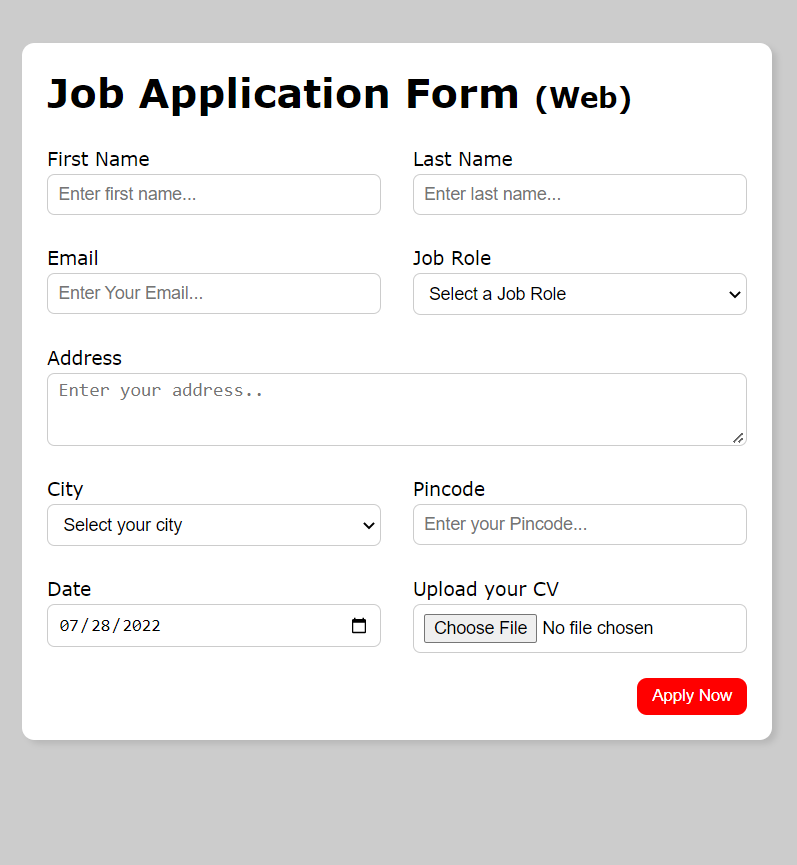 Job Application Form (Web)
First Name Last Name
Enter first name... Enter last name...
Email Job Role
Enter Your Email... Select a Job Role
Address
Enter your address..
City Pincode
Select your city Enter your Pincode...
Date Upload your CV
07/28/2022 Choose File No file chosen
Apply Now